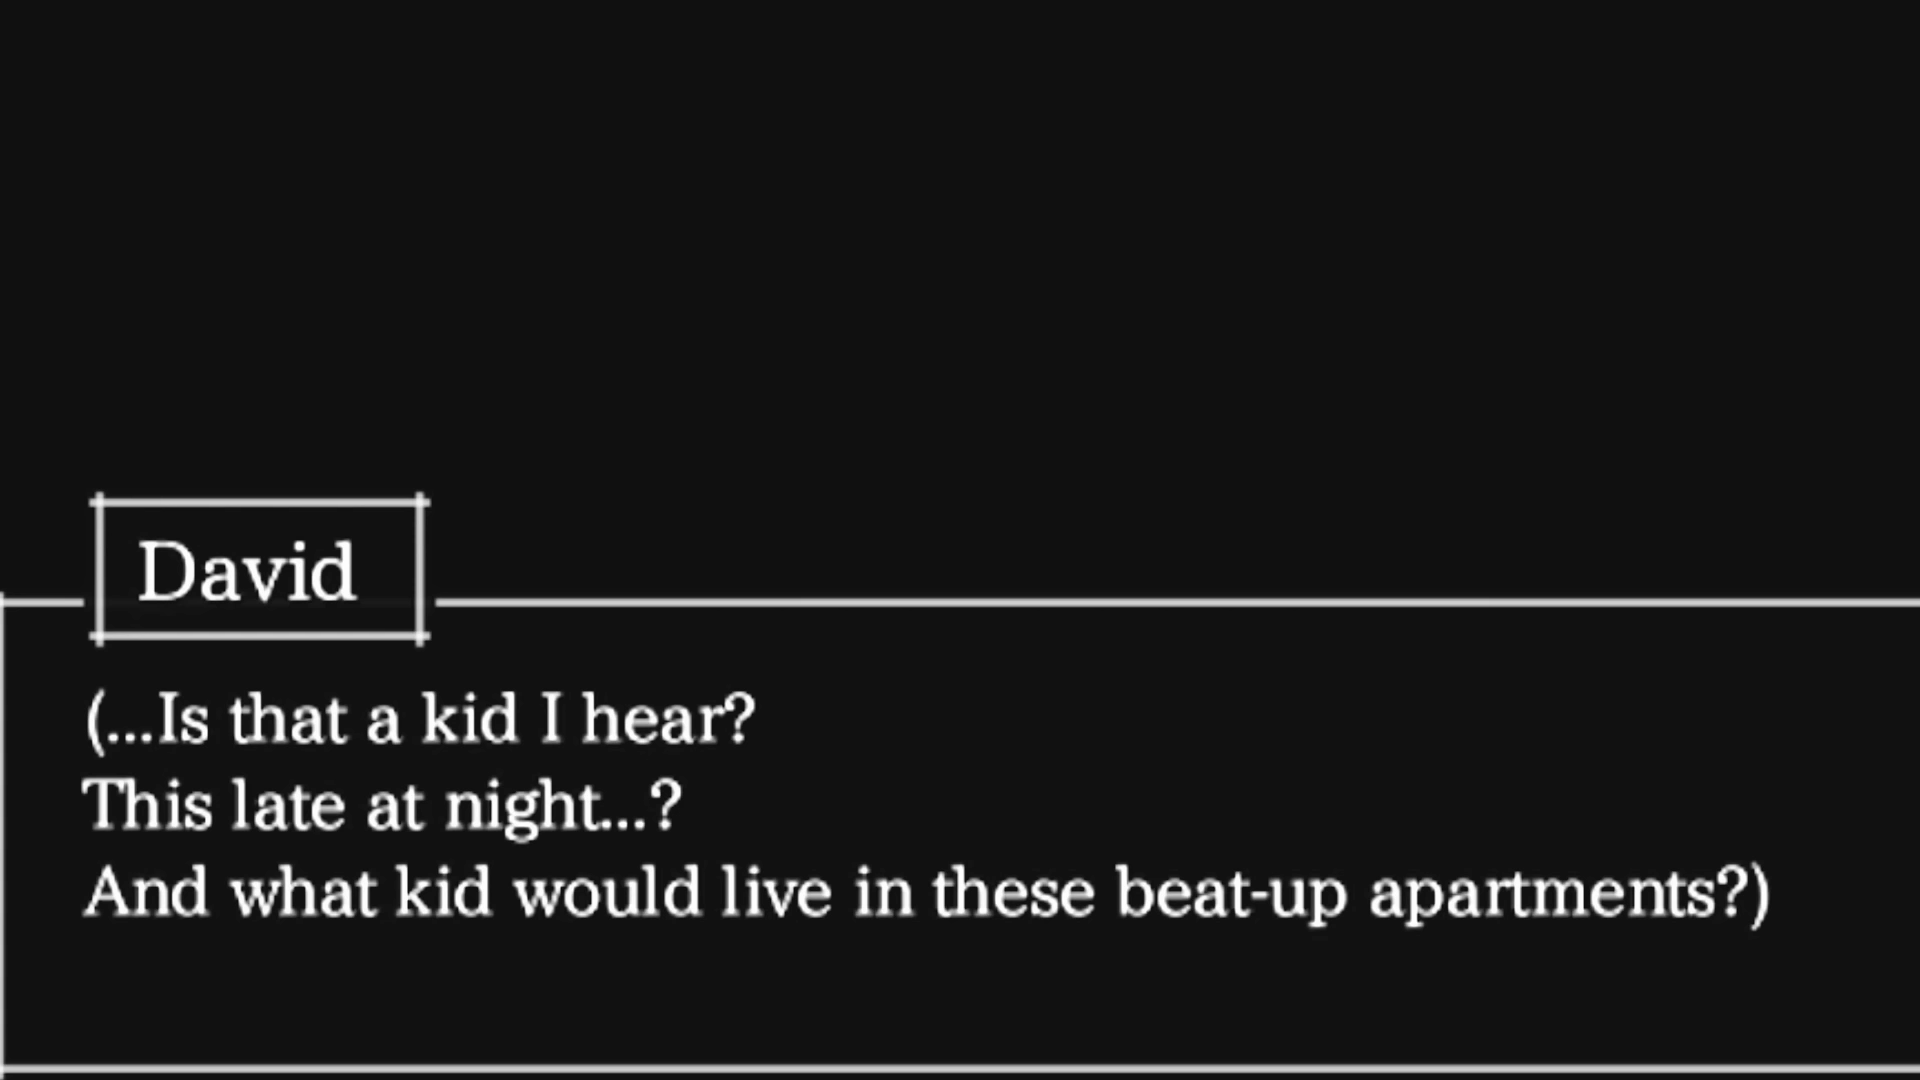 David
(...Is that a kid I hear?
This late at night...?
And what kid would live in these beat-up apartments?)